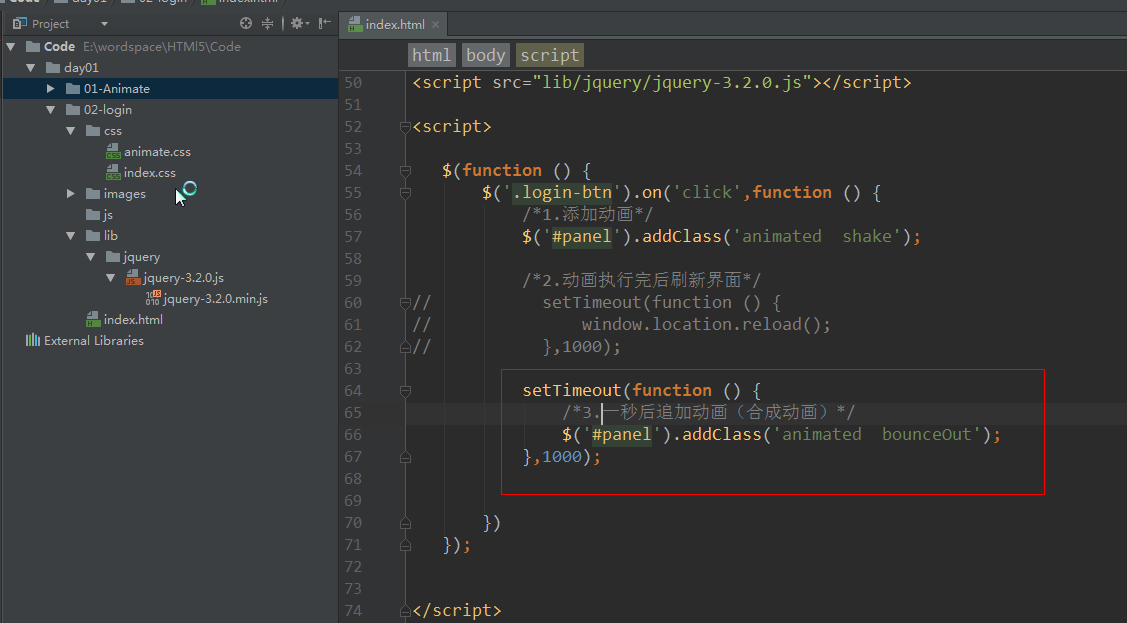 Code day01 02-login index.html
Project
index.html
Code E:\wordspace\HTMl5\Code
html body script
day01
01-Animate
02-login
css
animate.css
index.css
images
js
lib
jquery
jquery-3.2.0.js
jquery-3.2.0.min.js
index.html
External Libraries
50 <script src="lib/jquery/jquery-3.2.0.js"></script>
51
52 <script>
53
54 $(function () {
55 $('.login-btn').on('click',function () {
56 /*1.添加动画*/
57 $('#panel').addClass('animated  shake');
58
59 /*2.动画执行完后刷新界面*/
60 // setTimeout(function () {
61 // window.location.reload();
62 // },1000);
63
64 setTimeout(function () {
65 /*3.一秒后追加动画（合成动画）*/
66 $('#panel').addClass('animated  bounceOut');
67 },1000);
68
69
70 })
71 });
72
73
74 </script>